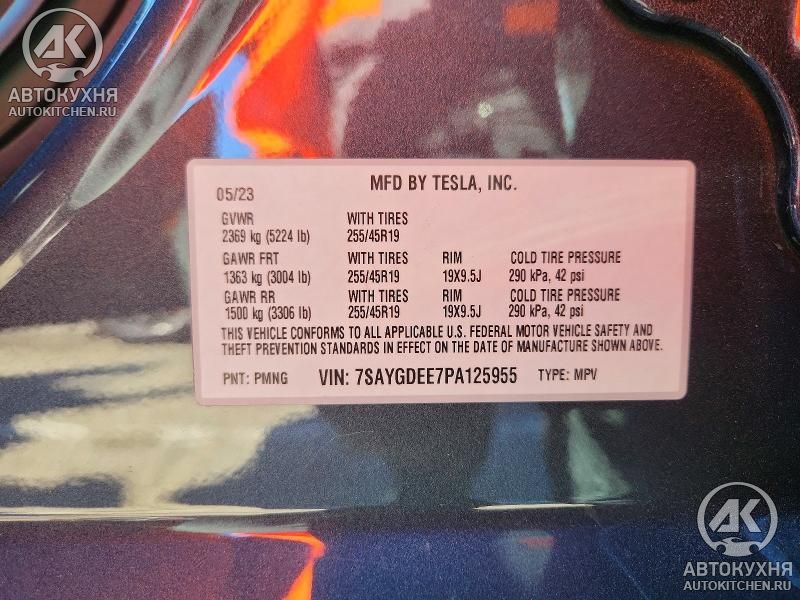 AK
АВТОКУХНЯ
AUTOKITCHEN.RU
MFD BY TESLA, INC.
05/23
GVWR WITH TIRES
2369 kg (5224 lb) 255/45R19
GAWR FRT WITH TIRES RIM COLD TIRE PRESSURE
1363 kg (3004 lb) 255/45R19 19X9.5J 290 kPa, 42 psi
GAWR RR WITH TIRES RIM COLD TIRE PRESSURE
1500 kg (3306 lb) 255/45R19 19X9.5J 290 kPa, 42 psi
THIS VEHICLE CONFORMS TO ALL APPLICABLE U.S. FEDERAL MOTOR VEHICLE SAFETY AND
THEFT PREVENTION STANDARDS IN EFFECT ON THE DATE OF MANUFACTURE SHOWN ABOVE.
PNT: PMNG VIN: 7SAYGDEE7PA125955 TYPE: MPV
AK
АВТОКУХНЯ
AUTOKITCHEN.RU